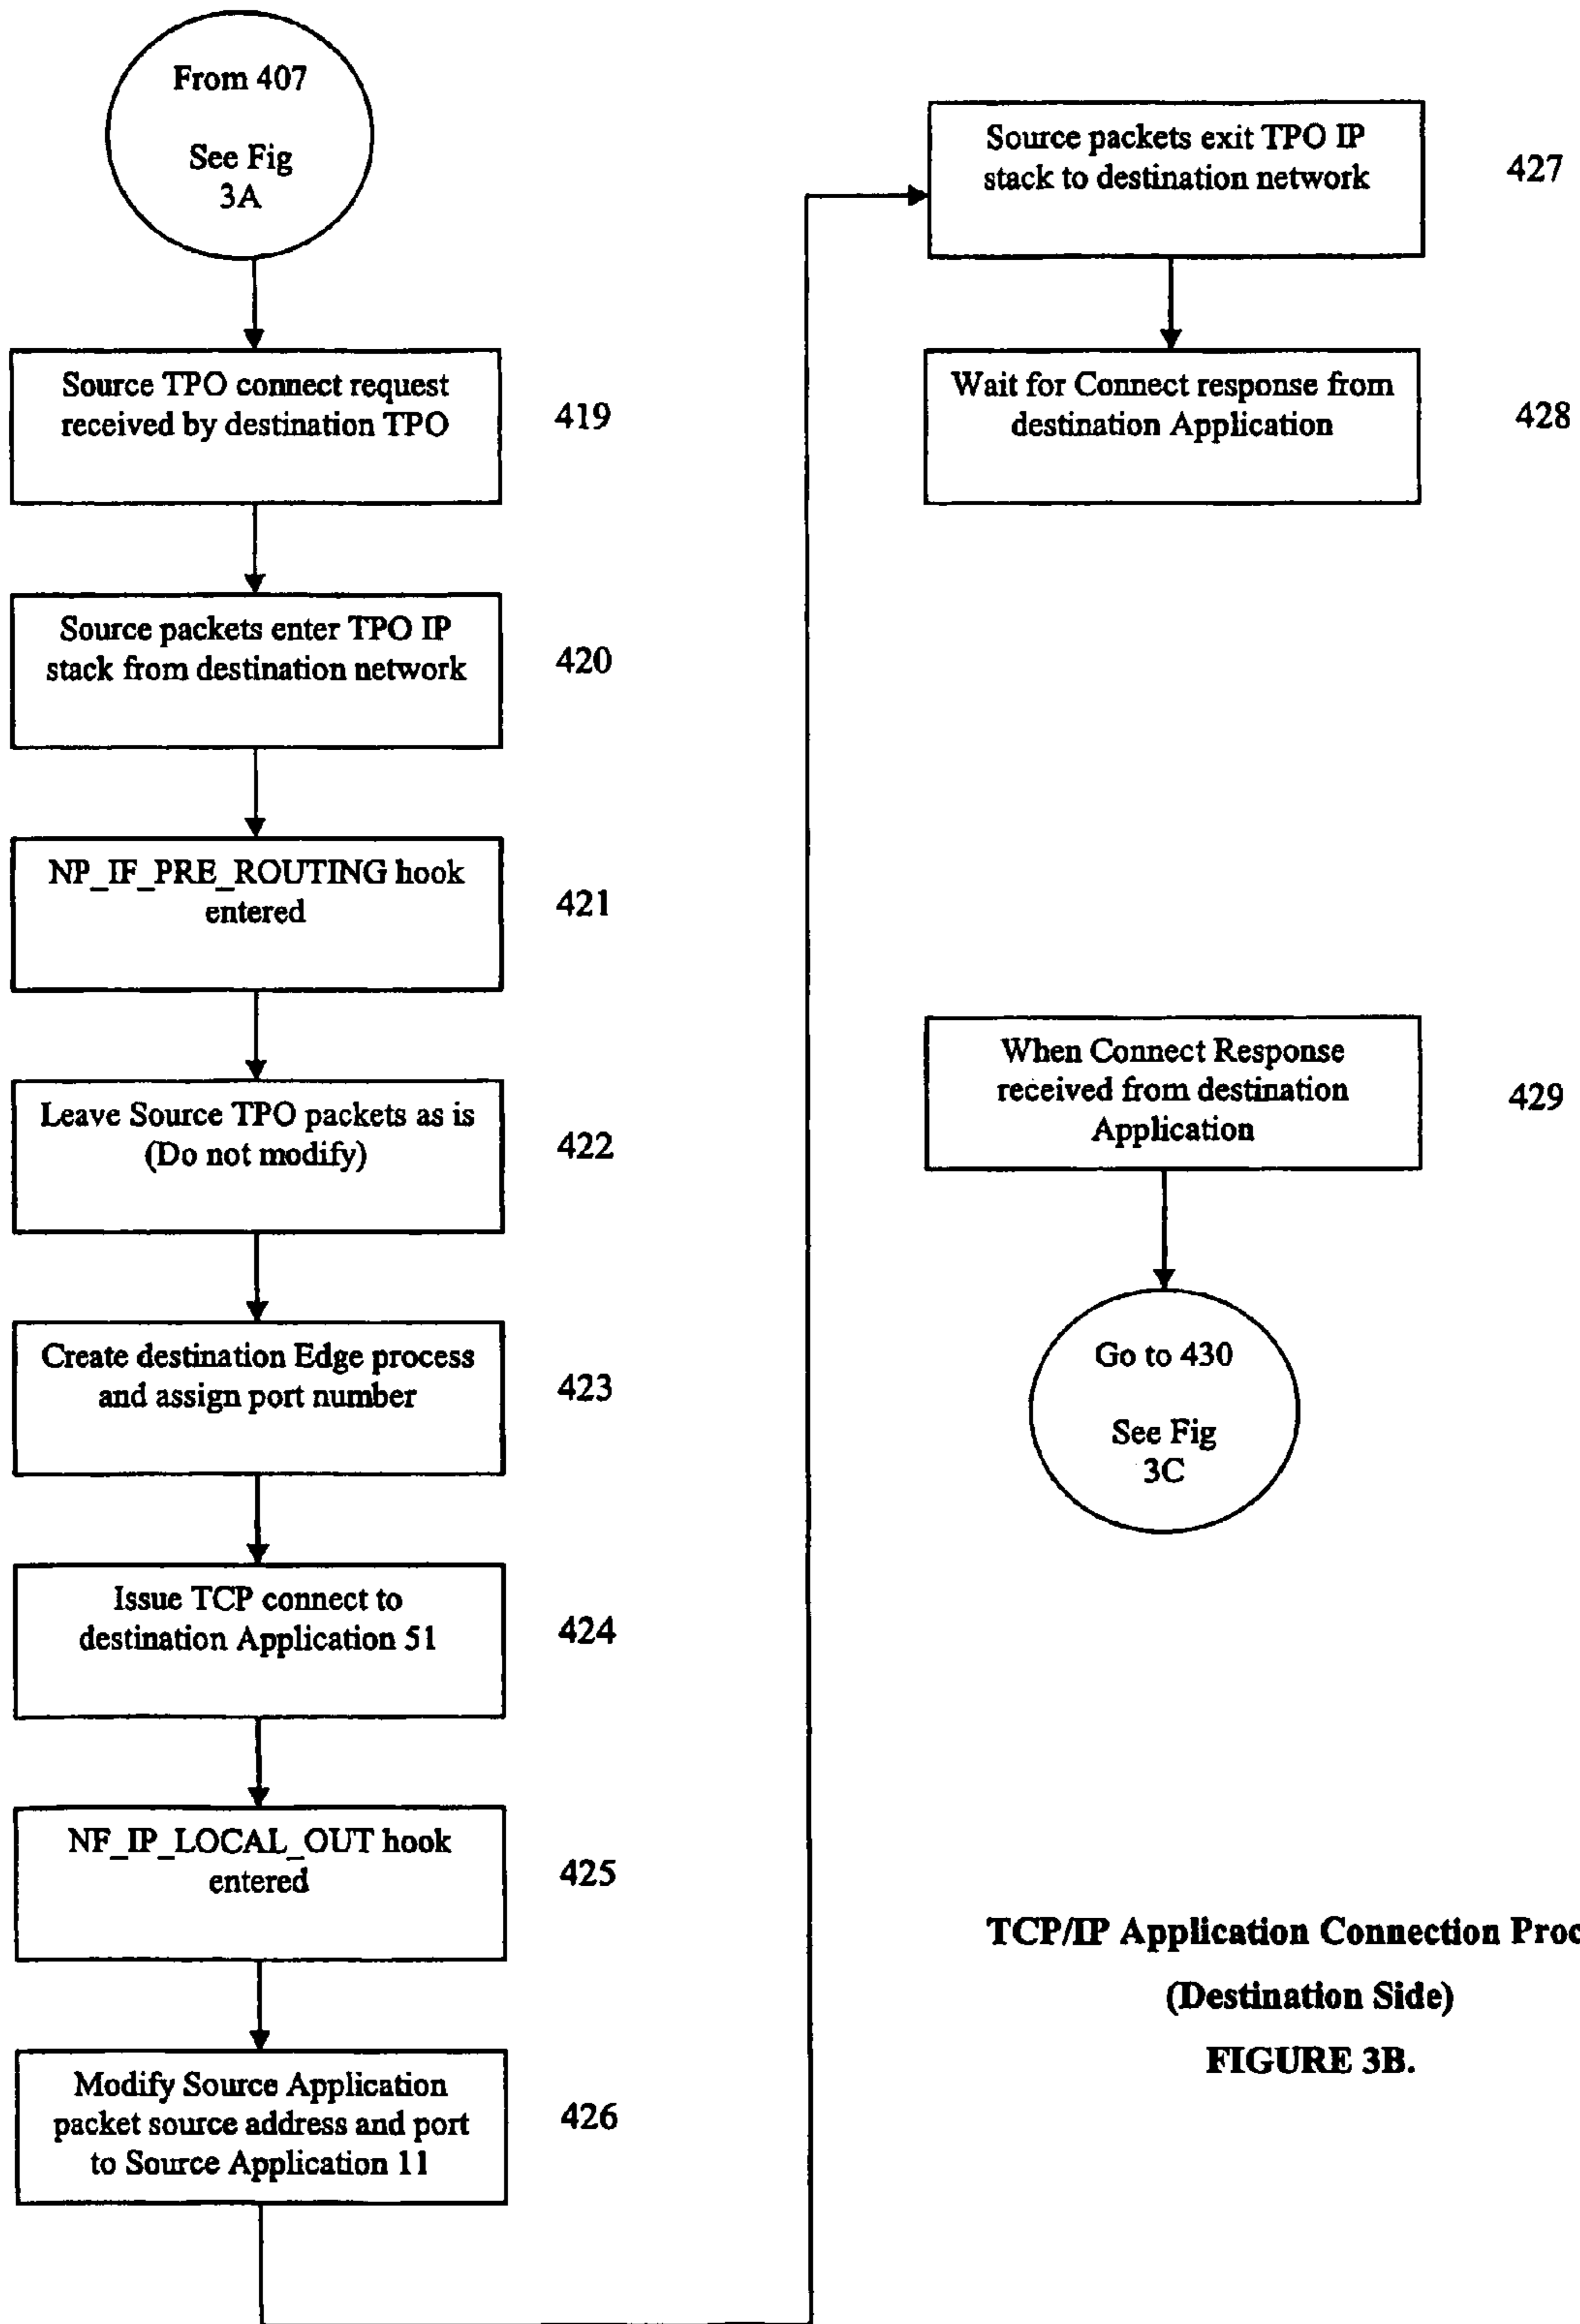 From 407
See Fig
3A
Source TPO connect request
received by destination TPO
419
Source packets enter TPO IP
stack from destination network
420
NP_IF_PRE_ROUTING hook
entered
421
Leave Source TPO packets as is
(Do not modify)
422
Create destination Edge process
and assign port number
423
Issue TCP connect to
destination Application 51
424
NF_IP_LOCAL_OUT hook
entered
425
Modify Source Application
packet source address and port
to Source Application 11
426
Source packets exit TPO IP
stack to destination network
427
Wait for Connect response from
destination Application
428
When Connect Response
received from destination
Application
429
Go to 430
See Fig
3C
TCP/IP Application Connection Proc
(Destination Side)
FIGURE 3B.